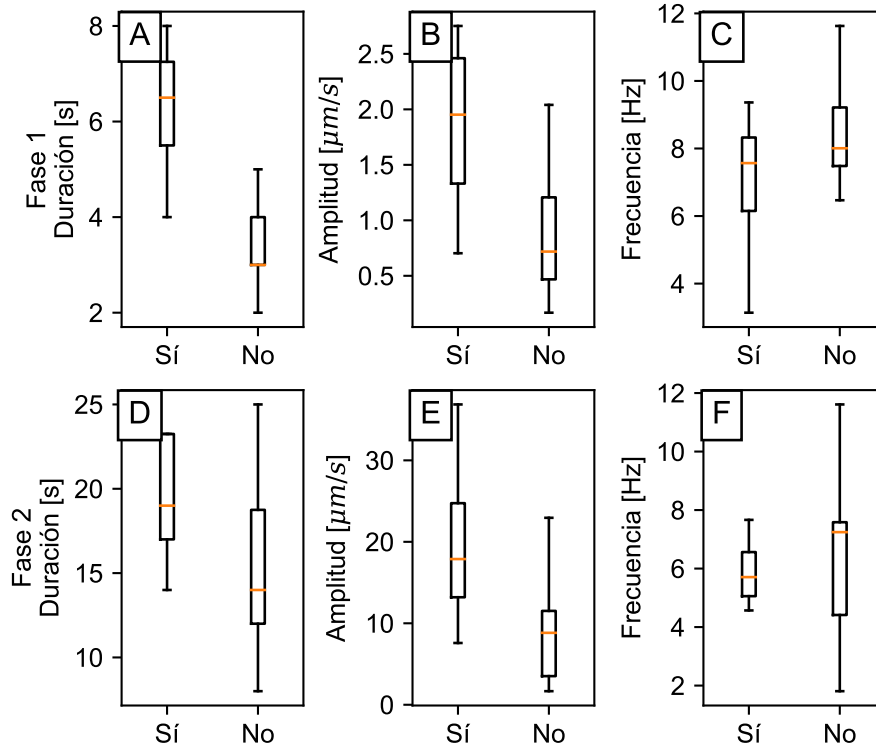 A
Fase 1
Duración [s]
8
6
4
2
Sí No
B
Amplitud [μm/s]
2.5
2.0
1.5
1.0
0.5
Sí No
C
Frecuencia [Hz]
12
10
8
6
4
Sí No
D
Fase 2
Duración [s]
25
20
15
10
Sí No
E
Amplitud [μm/s]
30
20
10
0
Sí No
F
Frecuencia [Hz]
12
10
8
6
4
2
Sí No